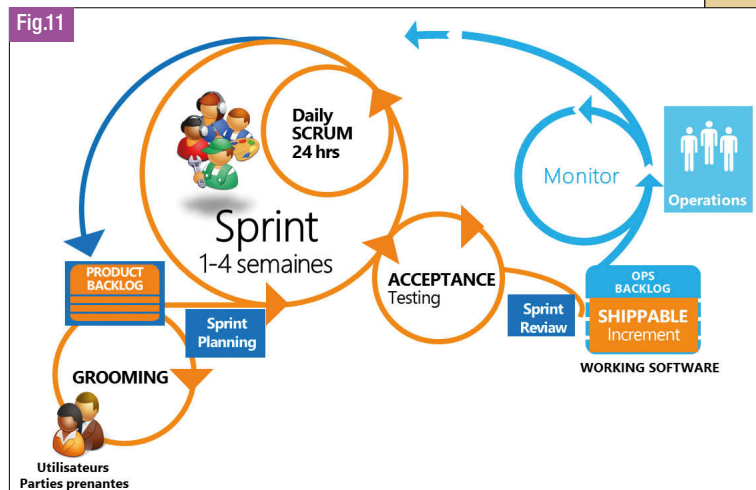 Fig.11
Daily
SCRUM
24 hrs
Sprint
1-4 semaines
Monitor
Operations
PRODUCT
BACKLOG
Sprint
Planning
GROOMING
Utilisateurs
Parties prenantes
ACCEPTANCE
Testing
Sprint
Review
OPS
BACKLOG
SHIPPABLE
Increment
WORKING SOFTWARE